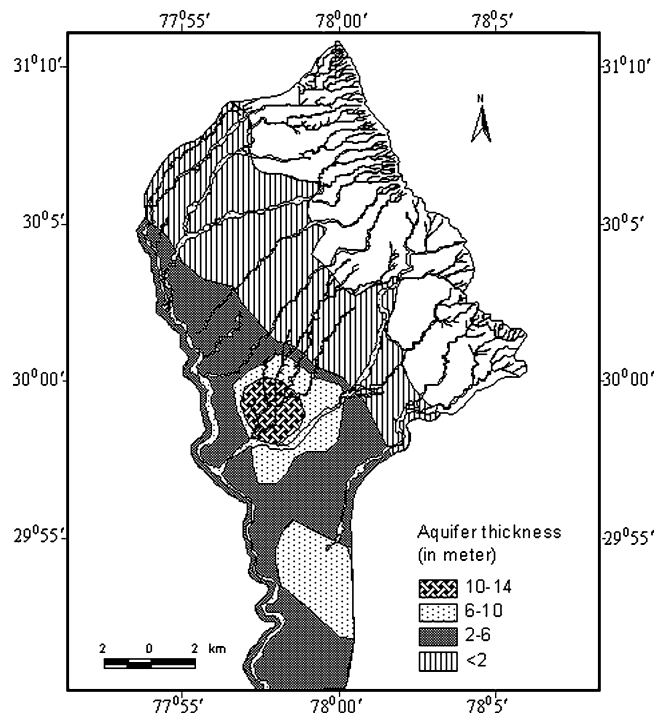 77°55′ 78°00′ 78°5′
31°10′ 31°10′
N
30°5′ 30°5′
30°00′ 30°00′
29°55′ 29°55′
Aquifer thickness
(in meter)
10-14
6-10
2-6
<2
2 0 2 km
77°55′ 78°00′ 78°5′